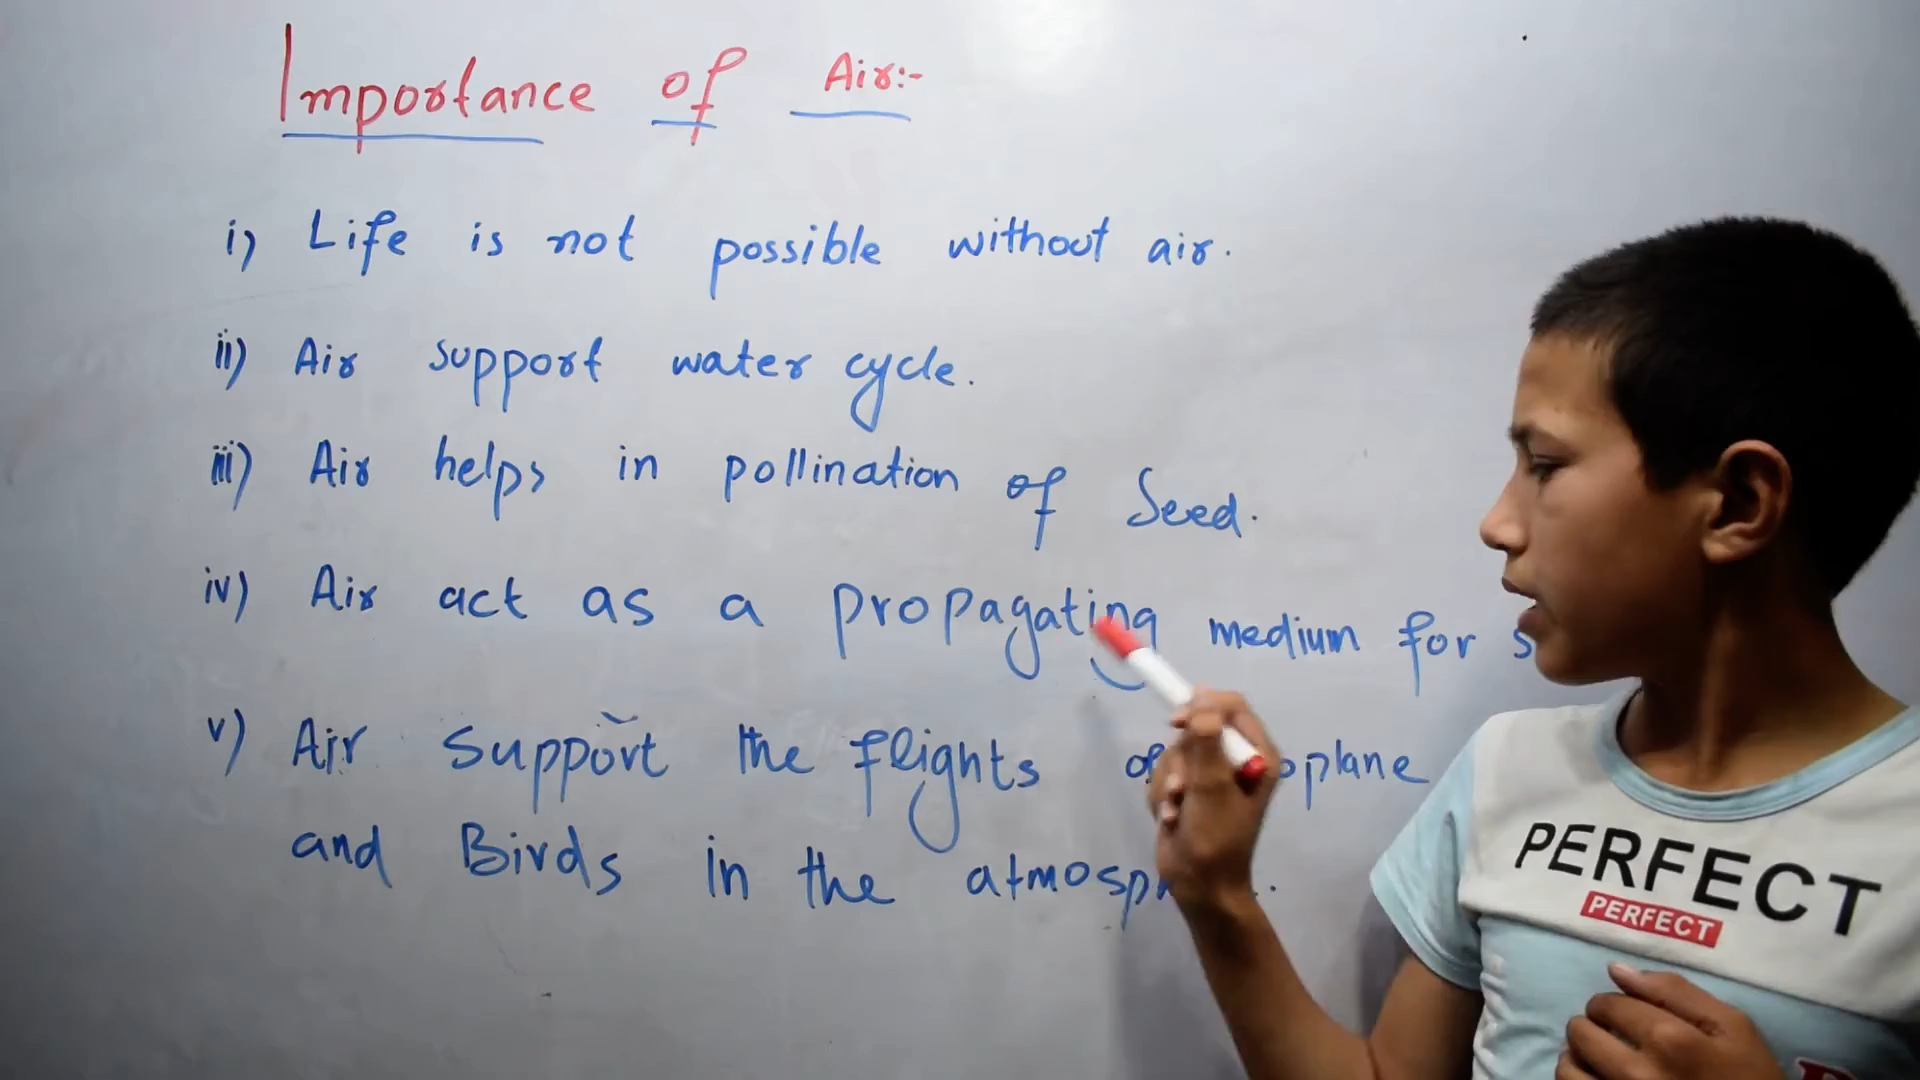 Importance of Air:-
i) Life is not possible without air.
ii) Air support water cycle.
iii) Air helps in pollination of Seed.
iv) Air act as a propagating medium for s
v) Air support the flights of oplane
and Birds in the atmosph .
PERFECT
PERFECT